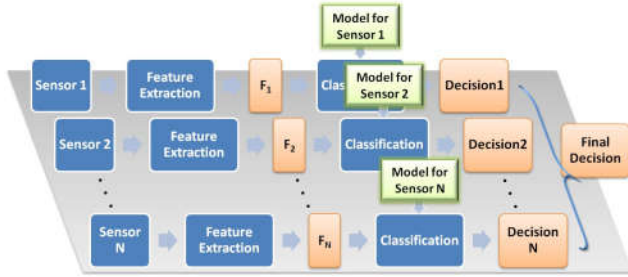 Model for
Sensor 1
Sensor 1
Feature
Extraction
F1
Clas
Decision1
Model for
Sensor 2
Sensor 2
Feature
Extraction
F2
Classification
Decision2
Final
Decision
Model for
Sensor N
Sensor
N
Feature
Extraction
FN
Classification
Decision
N